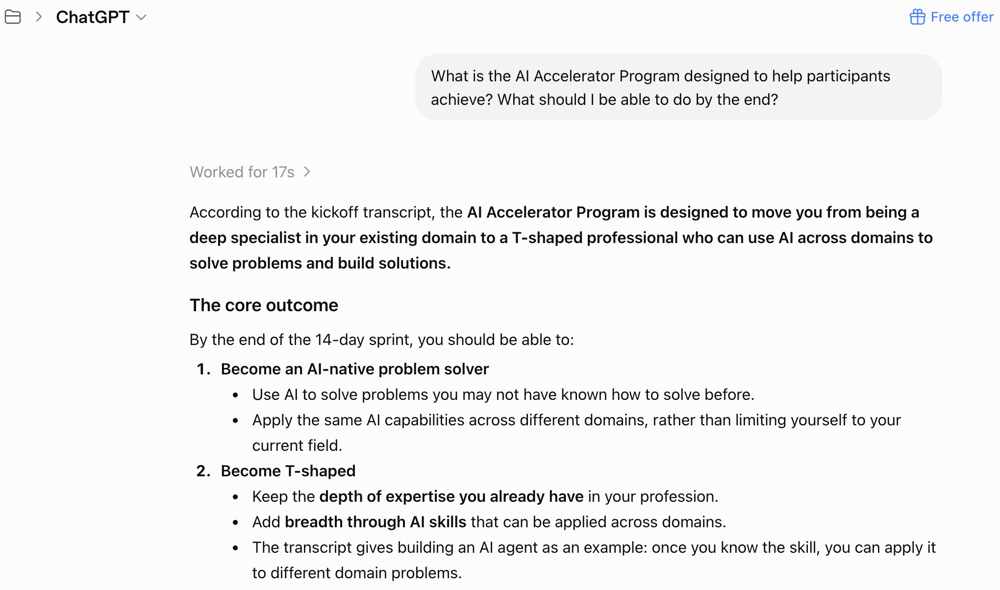 ChatGPT
Free offer
What is the AI Accelerator Program designed to help participants
achieve? What should I be able to do by the end?
Worked for 17s
According to the kickoff transcript, the AI Accelerator Program is designed to move you from being a
deep specialist in your existing domain to a T-shaped professional who can use AI across domains to
solve problems and build solutions.
The core outcome
By the end of the 14-day sprint, you should be able to:
1. Become an AI-native problem solver
• Use AI to solve problems you may not have known how to solve before.
• Apply the same AI capabilities across different domains, rather than limiting yourself to your
current field.
2. Become T-shaped
• Keep the depth of expertise you already have in your profession.
• Add breadth through AI skills that can be applied across domains.
• The transcript gives building an AI agent as an example: once you know the skill, you can apply it
to different domain problems.